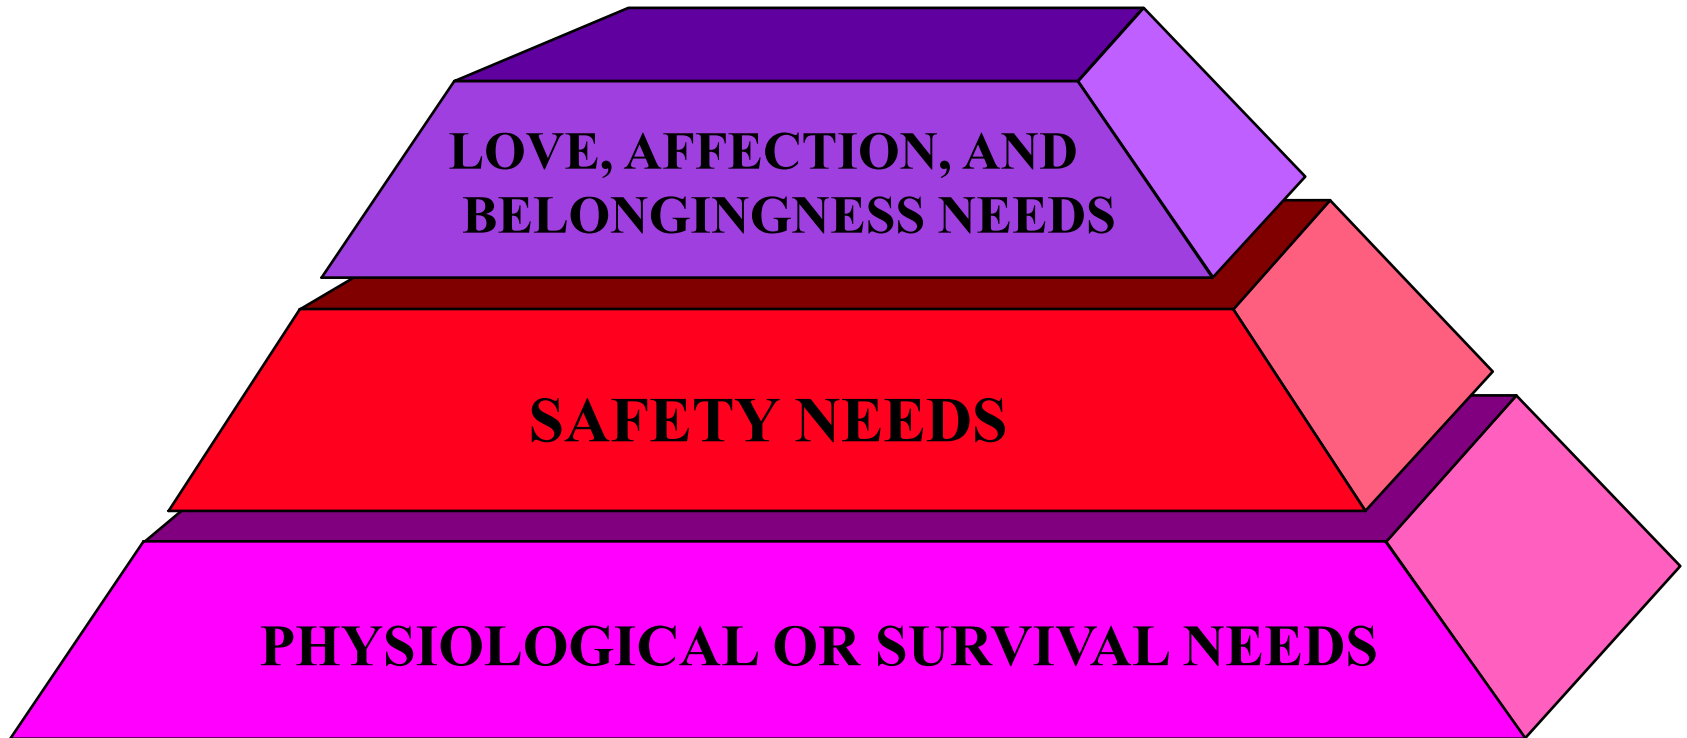 LOVE, AFFECTION, AND
BELONGINGNESS NEEDS
SAFETY NEEDS
PHYSIOLOGICAL OR SURVIVAL NEEDS